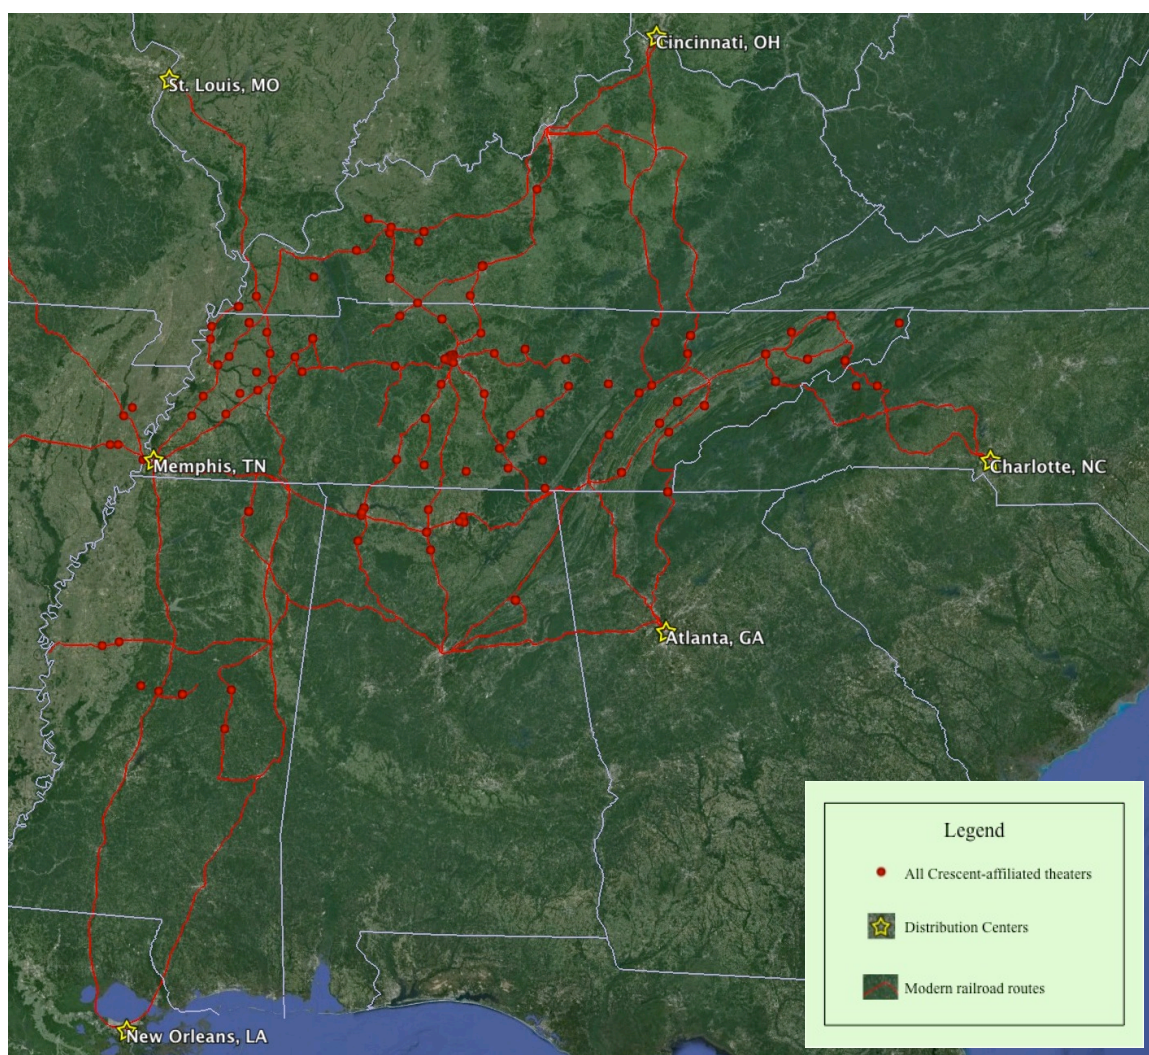 Cincinnati, OH
St. Louis, MO
Memphis, TN
Charlotte, NC
Atlanta, GA
New Orleans, LA
Legend
All Crescent-affiliated theaters
Distribution Centers
Modern railroad routes